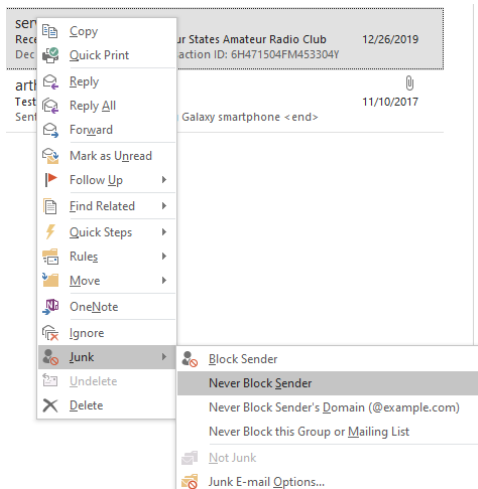 serv
Rece ur States Amateur Radio Club 12/26/2019
Dec action ID: 6H471504FM453304Y
arth
Test 11/10/2017
Sent Galaxy smartphone <end>
Copy
Quick Print
Reply
Reply All
Forward
Mark as Unread
Follow Up
Find Related
Quick Steps
Rules
Move
OneNote
Ignore
Junk
Undelete
Delete
Block Sender
Never Block Sender
Never Block Sender's Domain (@example.com)
Never Block this Group or Mailing List
Not Junk
Junk E-mail Options...